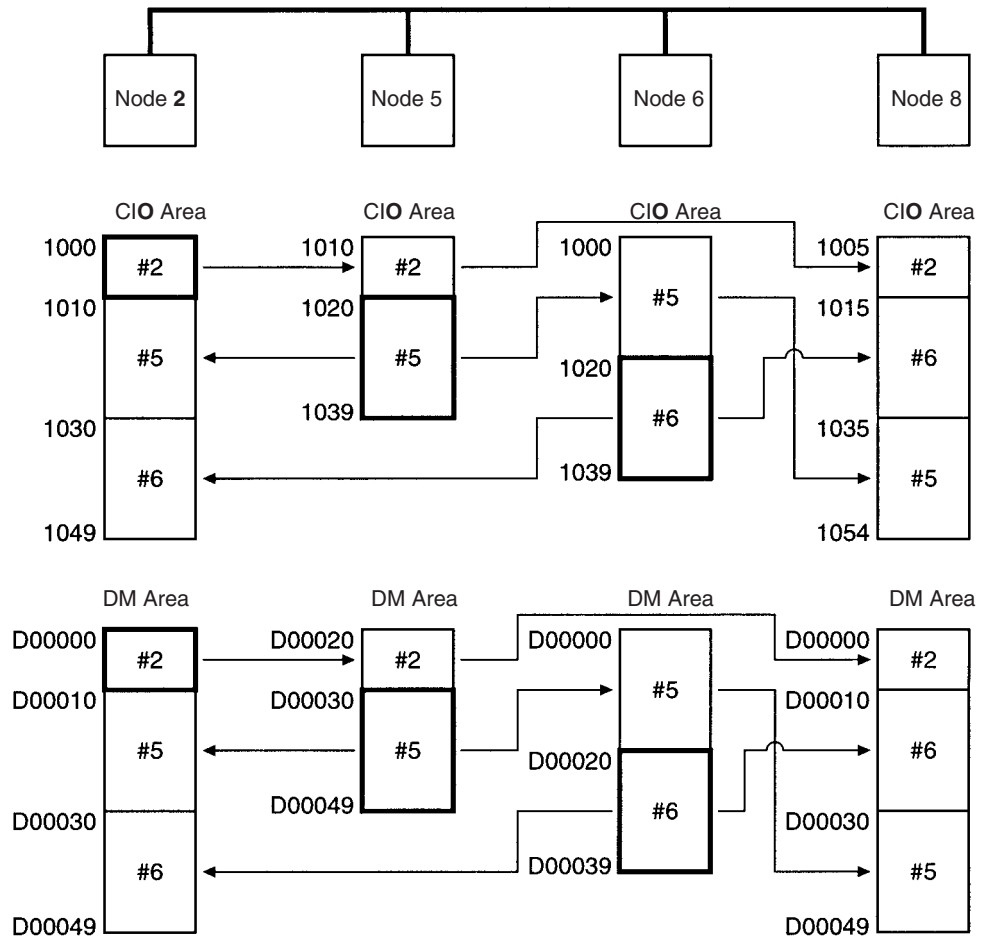 Node 2 Node 5 Node 6 Node 8
CIO Area CIO Area CIO Area CIO Area
1000 #2 1010 #2 1000 #5 1005 #2
1010 #5 1020 #5 1020 #6 1015 #6
1030 #6 1039 1039 1035 #5
1049 1054
DM Area DM Area DM Area DM Area
D00000 #2 D00020 #2 D00000 #5 D00000 #2
D00010 #5 D00030 #5 D00020 #6 D00010 #6
D00030 #6 D00049 D00039 D00030 #5
D00049 D00049